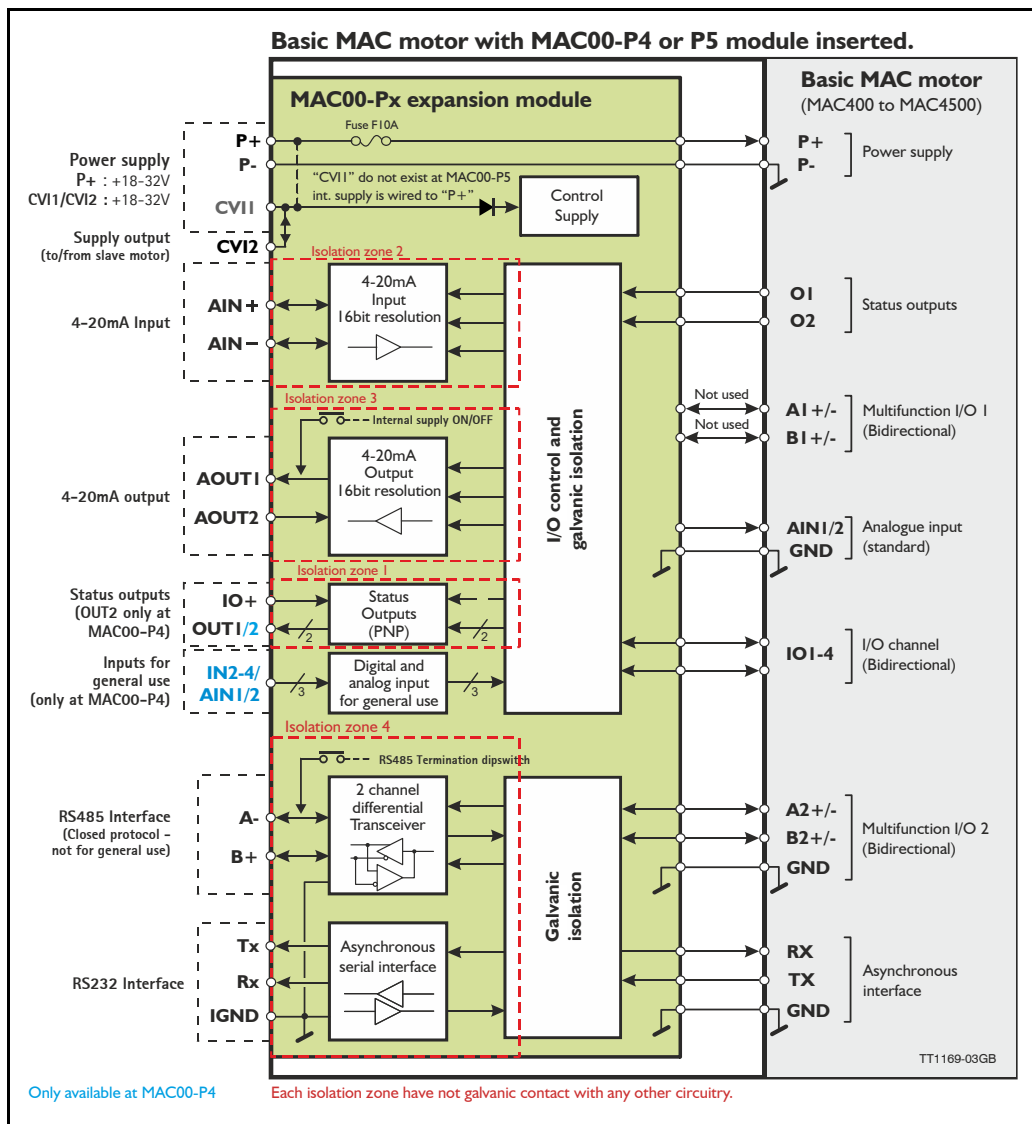 Basic MAC motor with MAC00-P4 or P5 module inserted.
MAC00-Px expansion module
Basic MAC motor
(MAC400 to MAC4500)
Power supply
P+ : +18-32V
CVI1/CVI2 : +18-32V
P+
P-
CVI1
Fuse F10A
"CVI1" do not exist at MAC00-P5
int. supply is wired to "P+"
Control
Supply
P+
P-
Power supply
Supply output
(to/from slave motor)
CVI2
Isolation zone 2
4-20mA Input
AIN+
AIN-
4-20mA
Input
16bit resolution
I/O control and
galvanic isolation
O1
O2
Status outputs
Isolation zone 3
Internal supply ON/OFF
Not used
Not used
A1+/-
B1+/-
Multifunction I/O 1
(Bidirectional)
4-20mA output
AOUT1
AOUT2
4-20mA
Output
16bit resolution
AIN1/2
GND
Analogue input
(standard)
Isolation zone 1
Status outputs
(OUT2 only at
MAC00-P4)
IO+
OUT1/2
2
Status
Outputs
(PNP)
2
Inputs for
general use
(only at MAC00-P4)
IN2-4/
AIN1/2
3
Digital and
analog input
for general use
3
IO1-4
I/O channel
(Bidirectional)
Isolation zone 4
RS485 Termination dipswitch
RS485 Interface
(Closed protocol -
not for general use)
A-
B+
2 channel
differential
Transceiver
Galvanic
isolation
A2+/-
B2+/-
GND
Multifunction I/O 2
(Bidirectional)
RS232 Interface
Tx
Rx
IGND
Asynchronous
serial interface
RX
TX
GND
Asynchronous
interface
TT1169-03GB
Only available at MAC00-P4
Each isolation zone have not galvanic contact with any other circuitry.